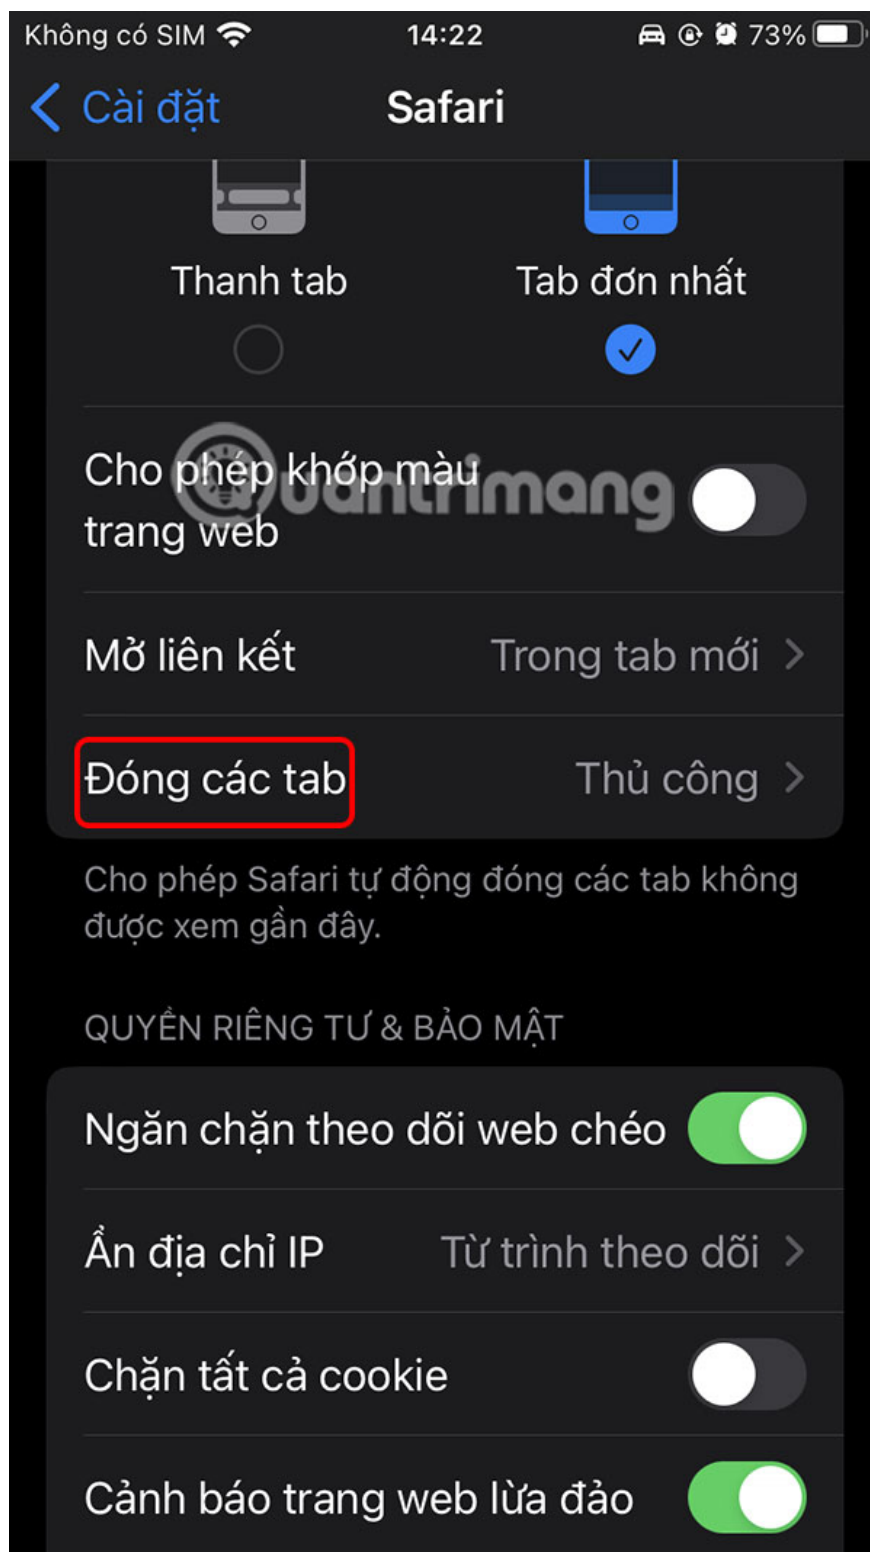 Không có SIM 14:22 73%
Cài đặt Safari
Thanh tab Tab đơn nhất
Cho phép khớp màu
trang web
Quantrimang
Mở liên kết Trong tab mới
Đóng các tab Thủ công
Cho phép Safari tự động đóng các tab không
được xem gần đây.
QUYỀN RIÊNG TƯ & BẢO MẬT
Ngăn chặn theo dõi web chéo
Ẩn địa chỉ IP Từ trình theo dõi
Chặn tất cả cookie
Cảnh báo trang web lừa đảo